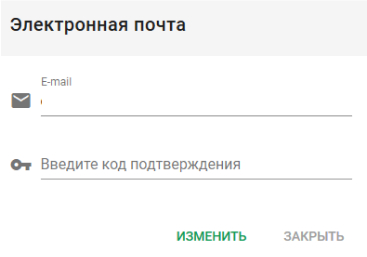 Электронная почта
E-mail
Введите код подтверждения
ИЗМЕНИТЬ ЗАКРЫТЬ